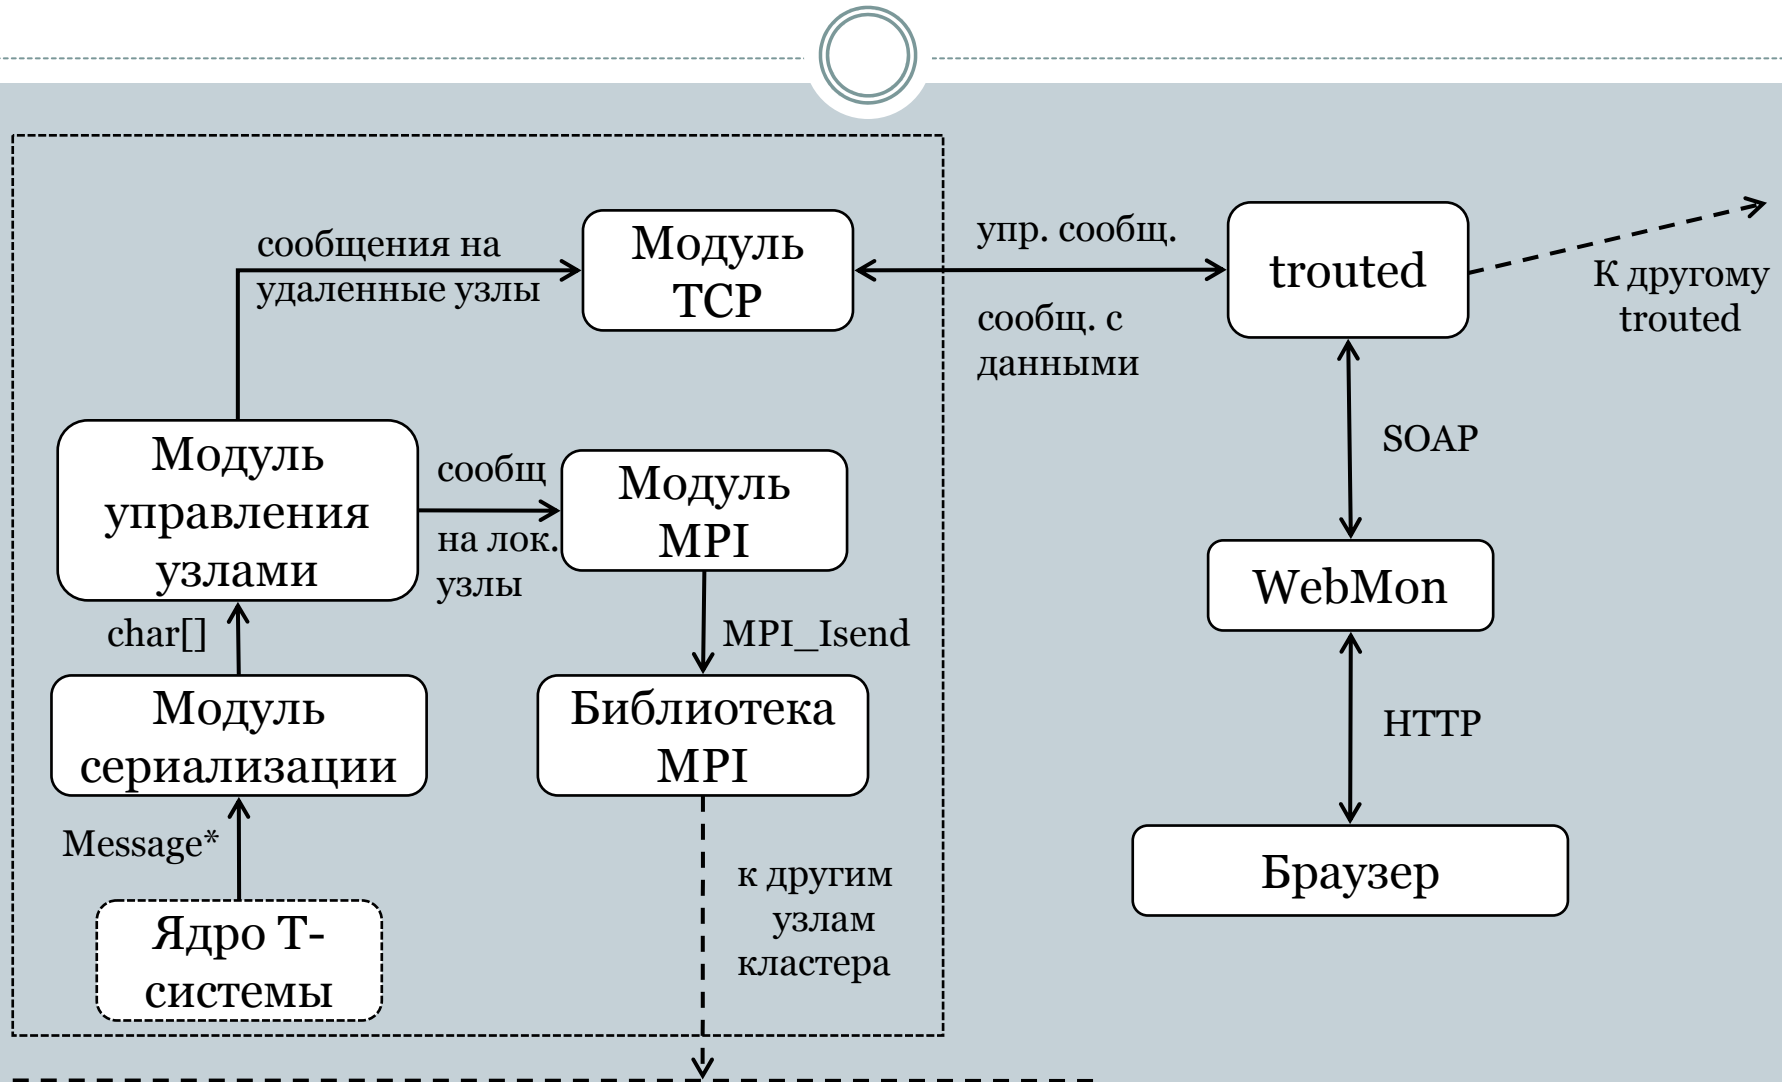 сообщения на
удаленные узлы
Модуль
TCP
упр. сообщ.
сообщ. с
данными
trouted
К другому
trouted
Модуль
управления
узлами
сообщ
на лок.
узлы
Модуль
MPI
SOAP
char[]
MPI_Isend
WebMon
Модуль
сериализации
Библиотека
MPI
HTTP
Message*
к другим
узлам
кластера
Браузер
Ядро Т-
системы